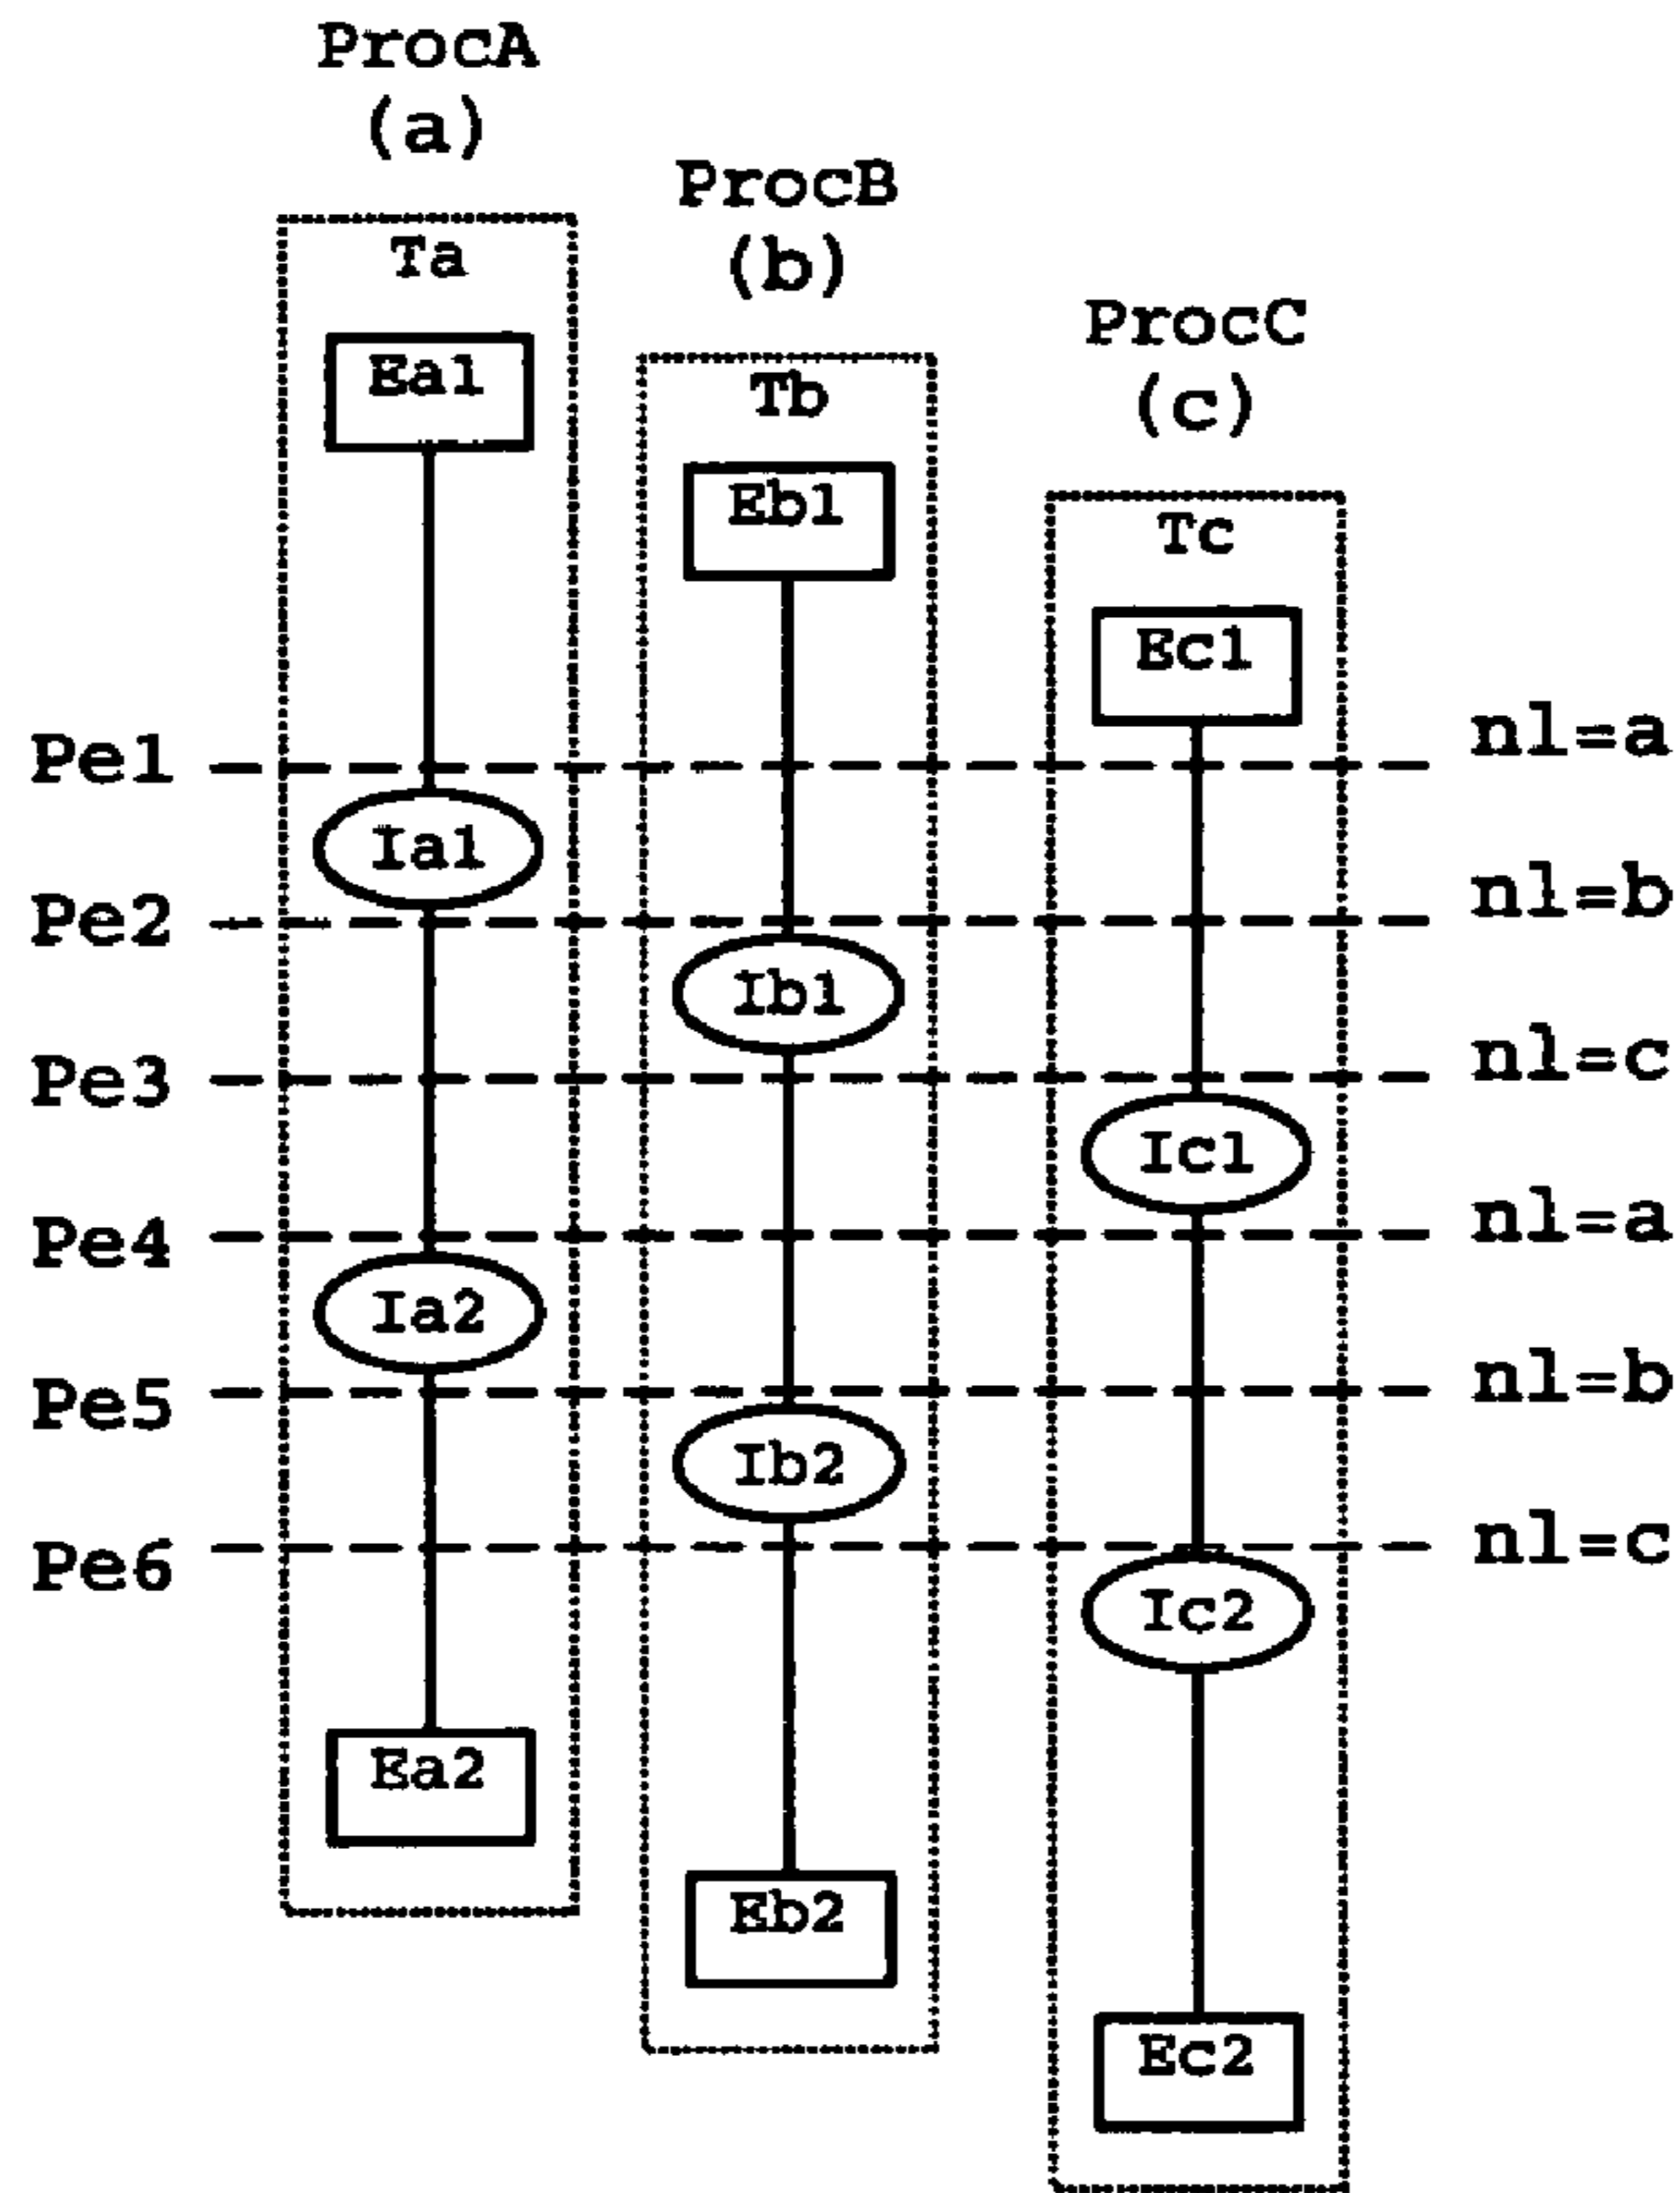 ProcA
(a)
ProcB
(b)
Ta
ProcC
(c)
Ea1
Tb
Eb1
Tc
Ec1
Pe1 nl=a
Ia1
Pe2 nl=b
Ib1
Pe3 nl=c
Ic1
Pe4 nl=a
Ia2
Pe5 nl=b
Ib2
Pe6 nl=c
Ic2
Ea2
Eb2
Ec2